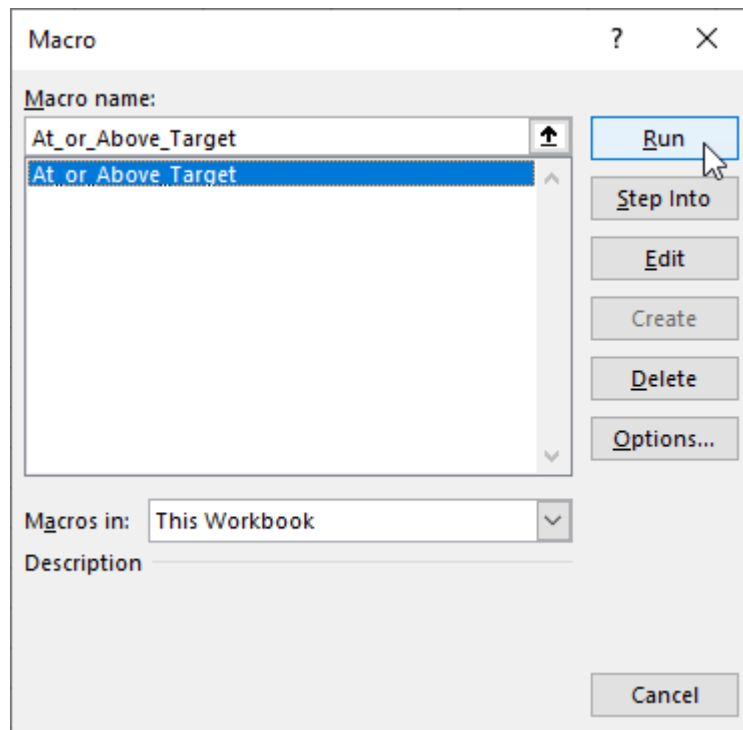 Macro
?
Macro name:
At_or_Above_Target
Run
At_or_Above_Target
Step Into
Edit
Create
Delete
Options...
Macros in: This Workbook
Description
Cancel